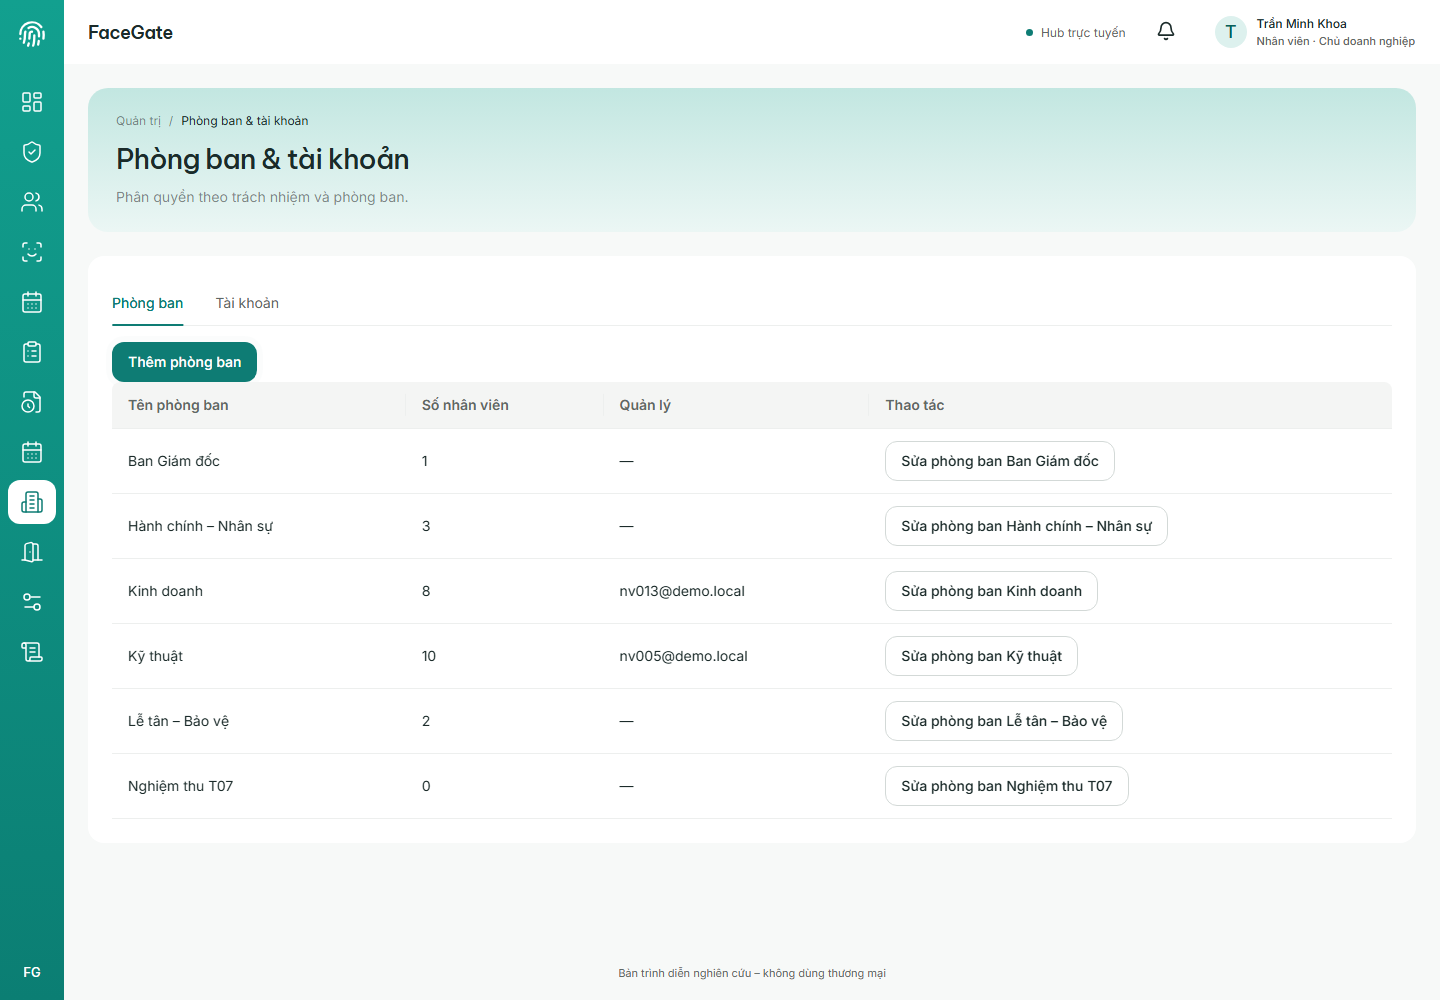 FaceGate
Hub trực tuyến
T
Trần Minh Khoa
Nhân viên · Chủ doanh nghiệp
Quản trị / Phòng ban & tài khoản
Phòng ban & tài khoản
Phân quyền theo trách nhiệm và phòng ban.
Phòng ban
Tài khoản
Thêm phòng ban
Tên phòng ban Số nhân viên Quản lý Thao tác
Ban Giám đốc 1 — Sửa phòng ban Ban Giám đốc
Hành chính – Nhân sự 3 — Sửa phòng ban Hành chính – Nhân sự
Kinh doanh 8 nv013@demo.local Sửa phòng ban Kinh doanh
Kỹ thuật 10 nv005@demo.local Sửa phòng ban Kỹ thuật
Lễ tân – Bảo vệ 2 — Sửa phòng ban Lễ tân – Bảo vệ
Nghiệm thu T07 0 — Sửa phòng ban Nghiệm thu T07
FG
Bản trình diễn nghiên cứu – không dùng thương mại